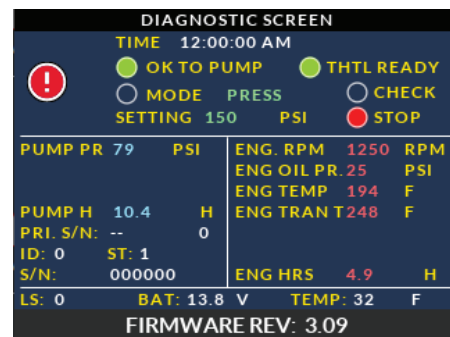 DIAGNOSTIC SCREEN
TIME 12:00:00 AM
OK TO PUMP THTL READY
MODE PRESS CHECK
SETTING 150 PSI STOP
PUMP PR 79 PSI ENG. RPM 1250 RPM
ENG OIL PR. 25 PSI
ENG TEMP 194 F
PUMP H 10.4 H ENG TRAN T 248 F
PRI. S/N: -- 0
ID: 0 ST: 1
S/N: 000000 ENG HRS 4.9 H
LS: 0 BAT: 13.8 V TEMP: 32 F
FIRMWARE REV: 3.09